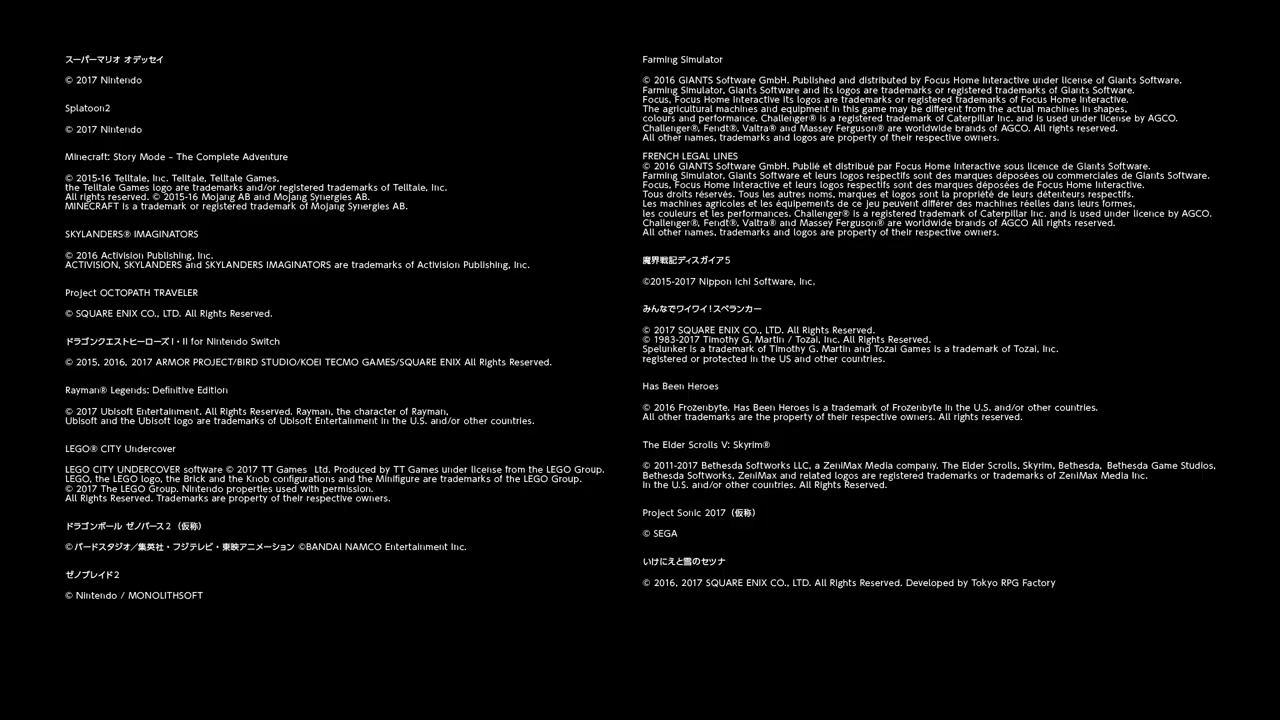 スーパーマリオ オデッセイ
© 2017 Nintendo
Splatoon2
© 2017 Nintendo
Minecraft: Story Mode – The Complete Adventure
© 2015-16 Telltale, Inc. Telltale, Telltale Games,
the Telltale Games logo are trademarks and/or registered trademarks of Telltale, Inc.
All rights reserved. © 2015-16 Mojang AB and Mojang Synergies AB.
MINECRAFT is a trademark or registered trademark of Mojang Synergies AB.
SKYLANDERS® IMAGINATORS
© 2016 Activision Publishing, Inc.
ACTIVISION, SKYLANDERS and SKYLANDERS IMAGINATORS are trademarks of Activision Publishing, Inc.
Project OCTOPATH TRAVELER
© SQUARE ENIX CO., LTD. All Rights Reserved.
ドラゴンクエストヒーローズⅠ・Ⅱ for Nintendo Switch
© 2015, 2016, 2017 ARMOR PROJECT/BIRD STUDIO/KOEI TECMO GAMES/SQUARE ENIX All Rights Reserved.
Rayman® Legends: Definitive Edition
© 2017 Ubisoft Entertainment. All Rights Reserved. Rayman, the character of Rayman,
Ubisoft and the Ubisoft logo are trademarks of Ubisoft Entertainment in the U.S. and/or other countries.
LEGO® CITY Undercover
LEGO CITY UNDERCOVER software © 2017 TT Games Ltd. Produced by TT Games under license from the LEGO Group.
LEGO, the LEGO logo, the Brick and the Knob configurations and the Minifigure are trademarks of the LEGO Group.
© 2017 The LEGO Group. Nintendo properties used with permission.
All Rights Reserved. Trademarks are property of their respective owners.
ドラゴンボール ゼノバース2（仮称）
©バードスタジオ／集英社・フジテレビ・東映アニメーション ©BANDAI NAMCO Entertainment Inc.
ゼノブレイド2
© Nintendo / MONOLITHSOFT
Farming Simulator
© 2016 GIANTS Software GmbH. Published and distributed by Focus Home Interactive under license of Giants Software.
Farming Simulator, Giants Software and its logos are trademarks or registered trademarks of Giants Software.
Focus, Focus Home Interactive its logos are trademarks or registered trademarks of Focus Home Interactive.
The agricultural machines and equipment in this game may be different from the actual machines in shapes,
colours and performance. Challenger® is a registered trademark of Caterpillar Inc. and is used under license by AGCO.
Challenger®, Fendt®, Valtra® and Massey Ferguson® are worldwide brands of AGCO. All rights reserved.
All other names, trademarks and logos are property of their respective owners.
FRENCH LEGAL LINES
© 2016 GIANTS Software GmbH. Publié et distribué par Focus Home Interactive sous licence de Giants Software.
Farming Simulator, Giants Software et leurs logos respectifs sont des marques déposées ou commerciales de Giants Software.
Focus, Focus Home Interactive et leurs logos respectifs sont des marques déposées de Focus Home Interactive.
Tous droits réservés. Tous les autres noms, marques et logos sont la propriété de leurs détenteurs respectifs.
Les machines agricoles et les équipements de ce jeu peuvent différer des machines réelles dans leurs formes,
les couleurs et les performances. Challenger® is a registered trademark of Caterpillar Inc. and is used under licence by AGCO.
Challenger®, Fendt®, Valtra® and Massey Ferguson® are worldwide brands of AGCO All rights reserved.
All other names, trademarks and logos are property of their respective owners.
魔界戦記ディスガイア5
©2015-2017 Nippon Ichi Software, Inc.
みんなでワイワイ！スペランカー
© 2017 SQUARE ENIX CO., LTD. All Rights Reserved.
© 1983-2017 Timothy G. Martin / Tozai, Inc. All Rights Reserved.
Spelunker is a trademark of Timothy G. Martin and Tozai Games is a trademark of Tozai, Inc.
registered or protected in the US and other countries.
Has Been Heroes
© 2016 Frozenbyte. Has Been Heroes is a trademark of Frozenbyte in the U.S. and/or other countries.
All other trademarks are the property of their respective owners. All rights reserved.
The Elder Scrolls V: Skyrim®
© 2011-2017 Bethesda Softworks LLC, a ZeniMax Media company. The Elder Scrolls, Skyrim, Bethesda, Bethesda Game Studios,
Bethesda Softworks, ZeniMax and related logos are registered trademarks or trademarks of ZeniMax Media Inc.
in the U.S. and/or other countries. All Rights Reserved.
Project Sonic 2017（仮称）
© SEGA
いけにえと雪のセツナ
© 2016, 2017 SQUARE ENIX CO., LTD. All Rights Reserved. Developed by Tokyo RPG Factory